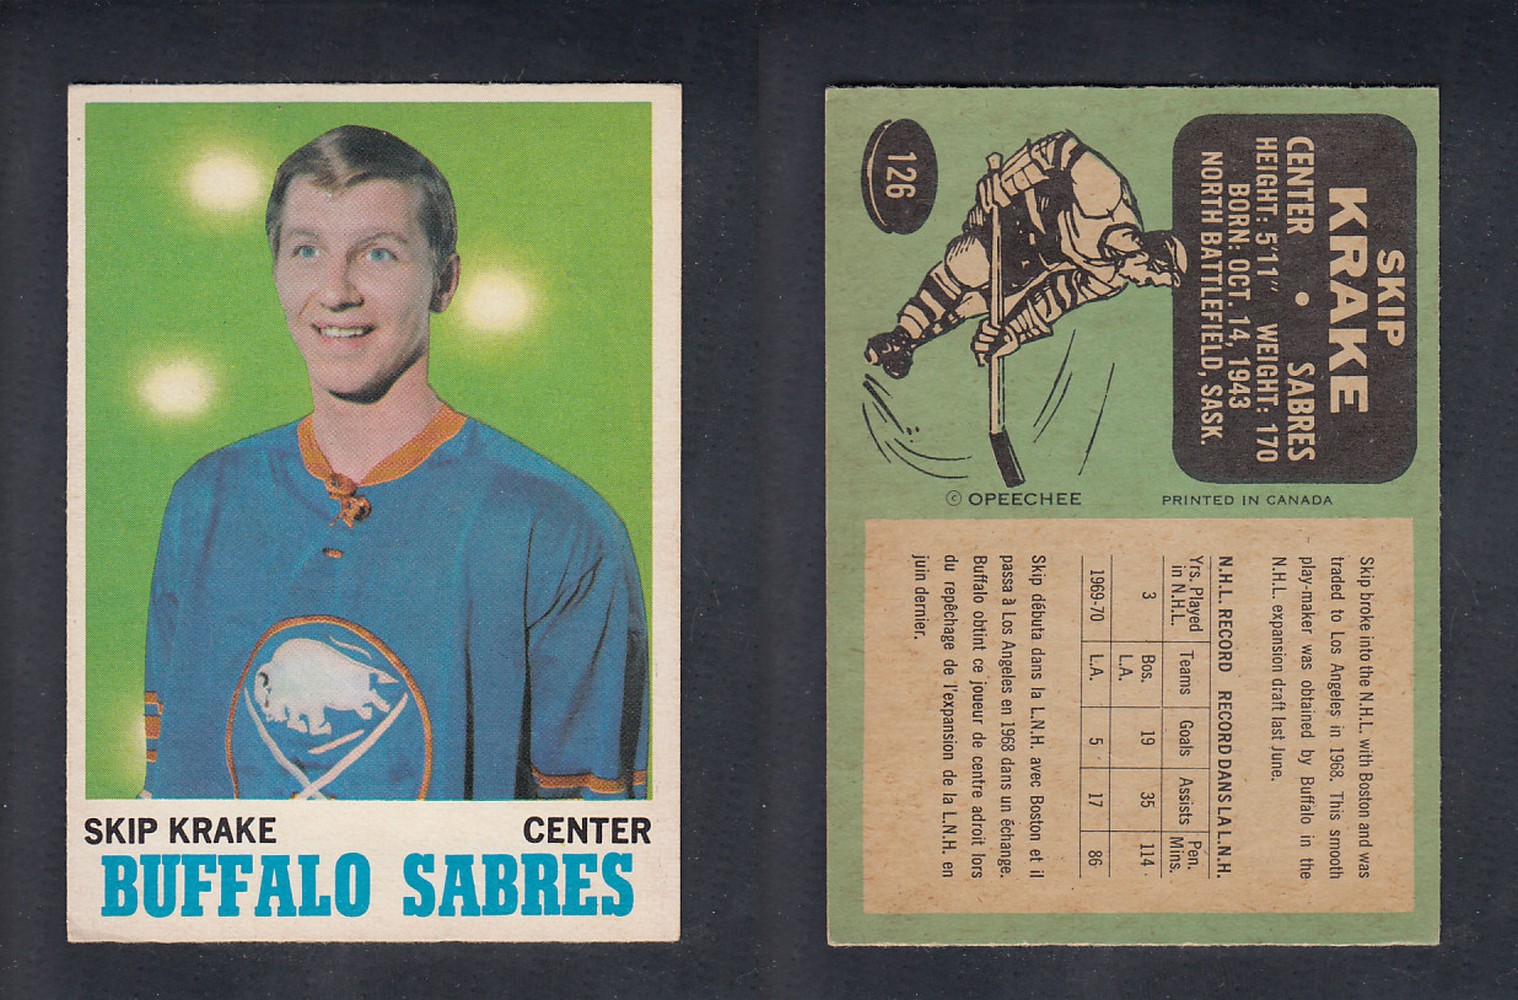 SKIP KRAKE CENTER
BUFFALO SABRES
126
SKIP
KRAKE
CENTER • SABRES
HEIGHT: 5'11" WEIGHT: 170
BORN: OCT. 14, 1943
NORTH BATTLEFIELD, SASK.
© OPEECHEE PRINTED IN CANADA
Skip broke into the N.H.L. with Boston and was
traded to Los Angeles in 1968. This smooth
play-maker was obtained by Buffalo in the
N.H.L. expansion draft last June.
N.H.L. RECORD RECORD DANS LA L.N.H.
Yrs. Played Teams Goals Assists Pen.
in N.H.L. Mins.
3 Bos. 19 35 114
L.A.
1969-70 L.A. 5 17 86
Skip débuta dans la L.N.H. avec Boston et il
passa à Los Angeles en 1968 dans un échange.
Buffalo obtint ce joueur de centre adroit lors
du repêchage de l'expansion de la L.N.H. en
juin dernier.